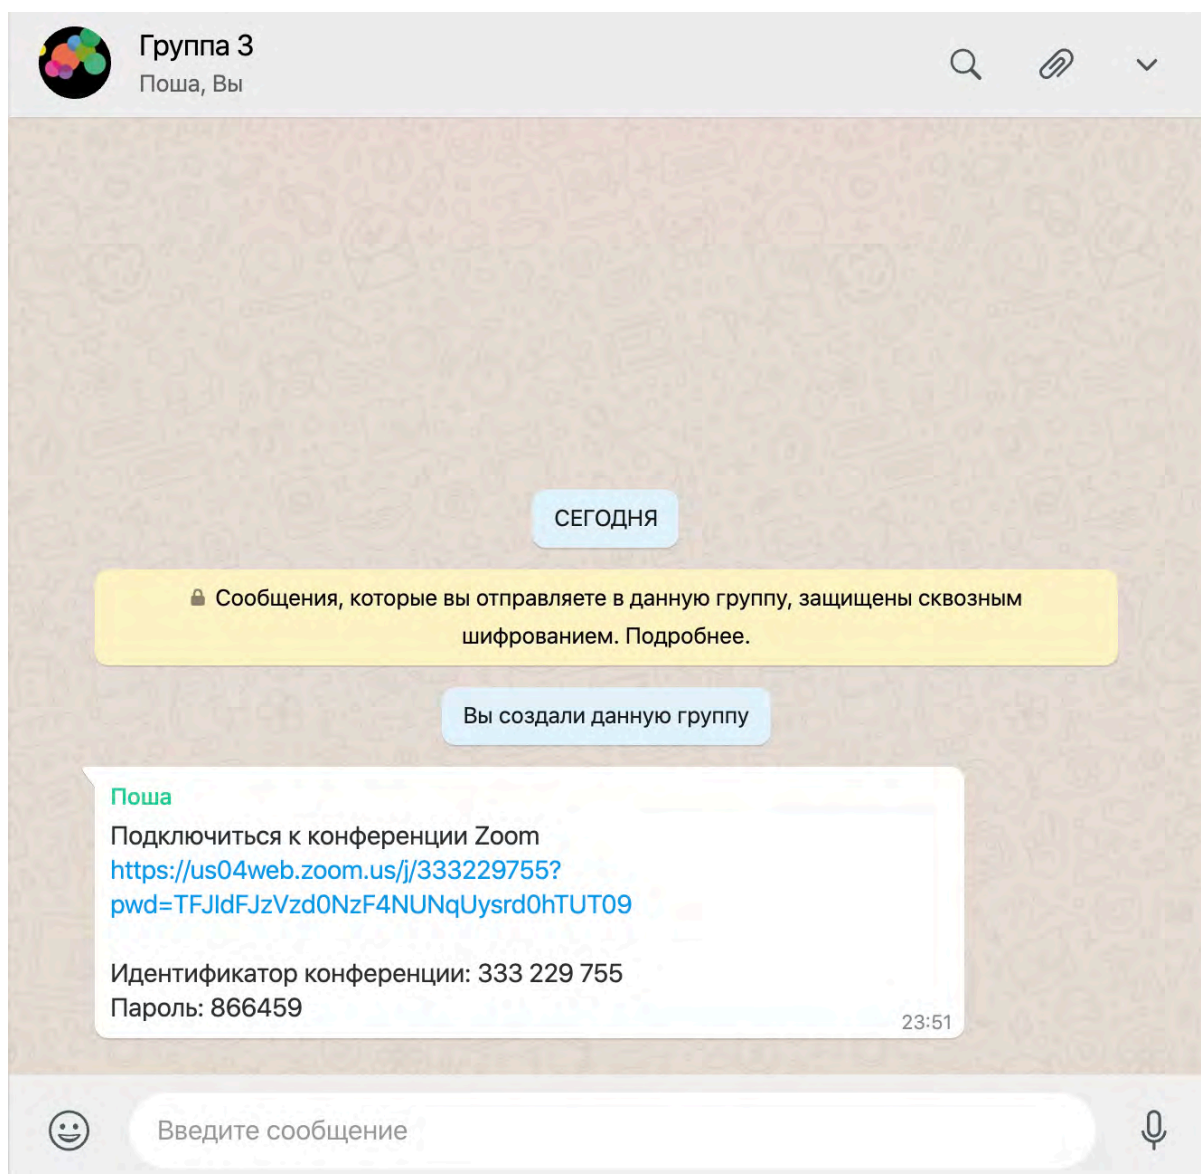 Группа 3
Поша, Вы
СЕГОДНЯ
Сообщения, которые вы отправляете в данную группу, защищены сквозным
шифрованием. Подробнее.
Вы создали данную группу
Поша
Подключиться к конференции Zoom
https://us04web.zoom.us/j/333229755?
pwd=TFJIdFJzVzd0NzF4NUNqUysrd0hTUT09
Идентификатор конференции: 333 229 755
Пароль: 866459
23:51
Введите сообщение